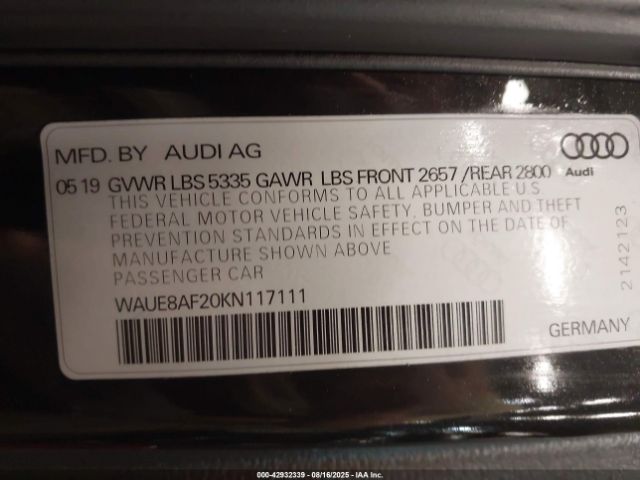 MFD. BY AUDI AG
Audi
05 19 GVWR LBS 5335 GAWR LBS FRONT 2657 /REAR 2800
THIS VEHICLE CONFORMS TO ALL APPLICABLE U.S.
FEDERAL MOTOR VEHICLE SAFETY, BUMPER AND THEFT
PREVENTION STANDARDS IN EFFECT ON THE DATE OF
MANUFACTURE SHOWN ABOVE
PASSENGER CAR
2142123
WAUE8AF20KN117111
GERMANY
000-42932339 - 08/16/2025 - IAA Inc.